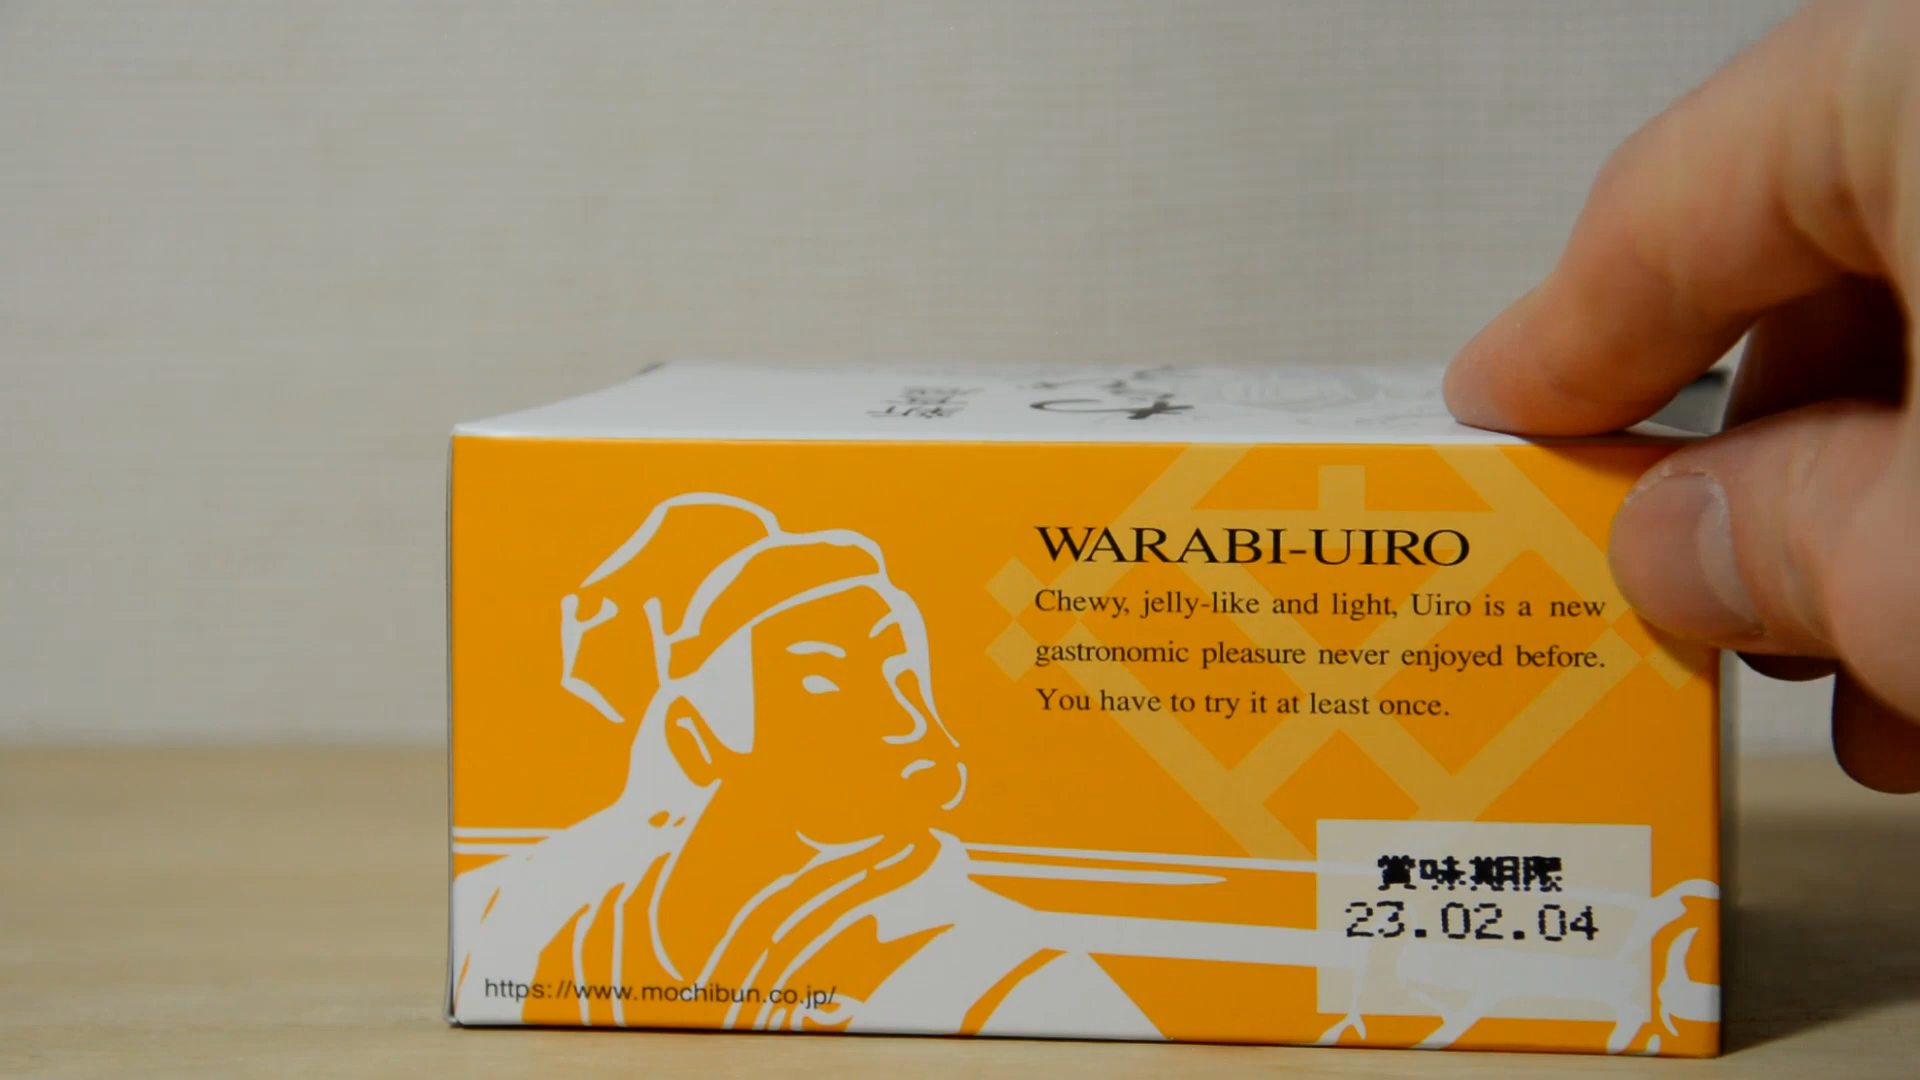 WARABI-UIRO
Chewy, jelly-like and light, Uiro is a new
gastronomic pleasure never enjoyed before.
You have to try it at least once.
賞味期限
23.02.04
https://www.mochibun.co.jp/